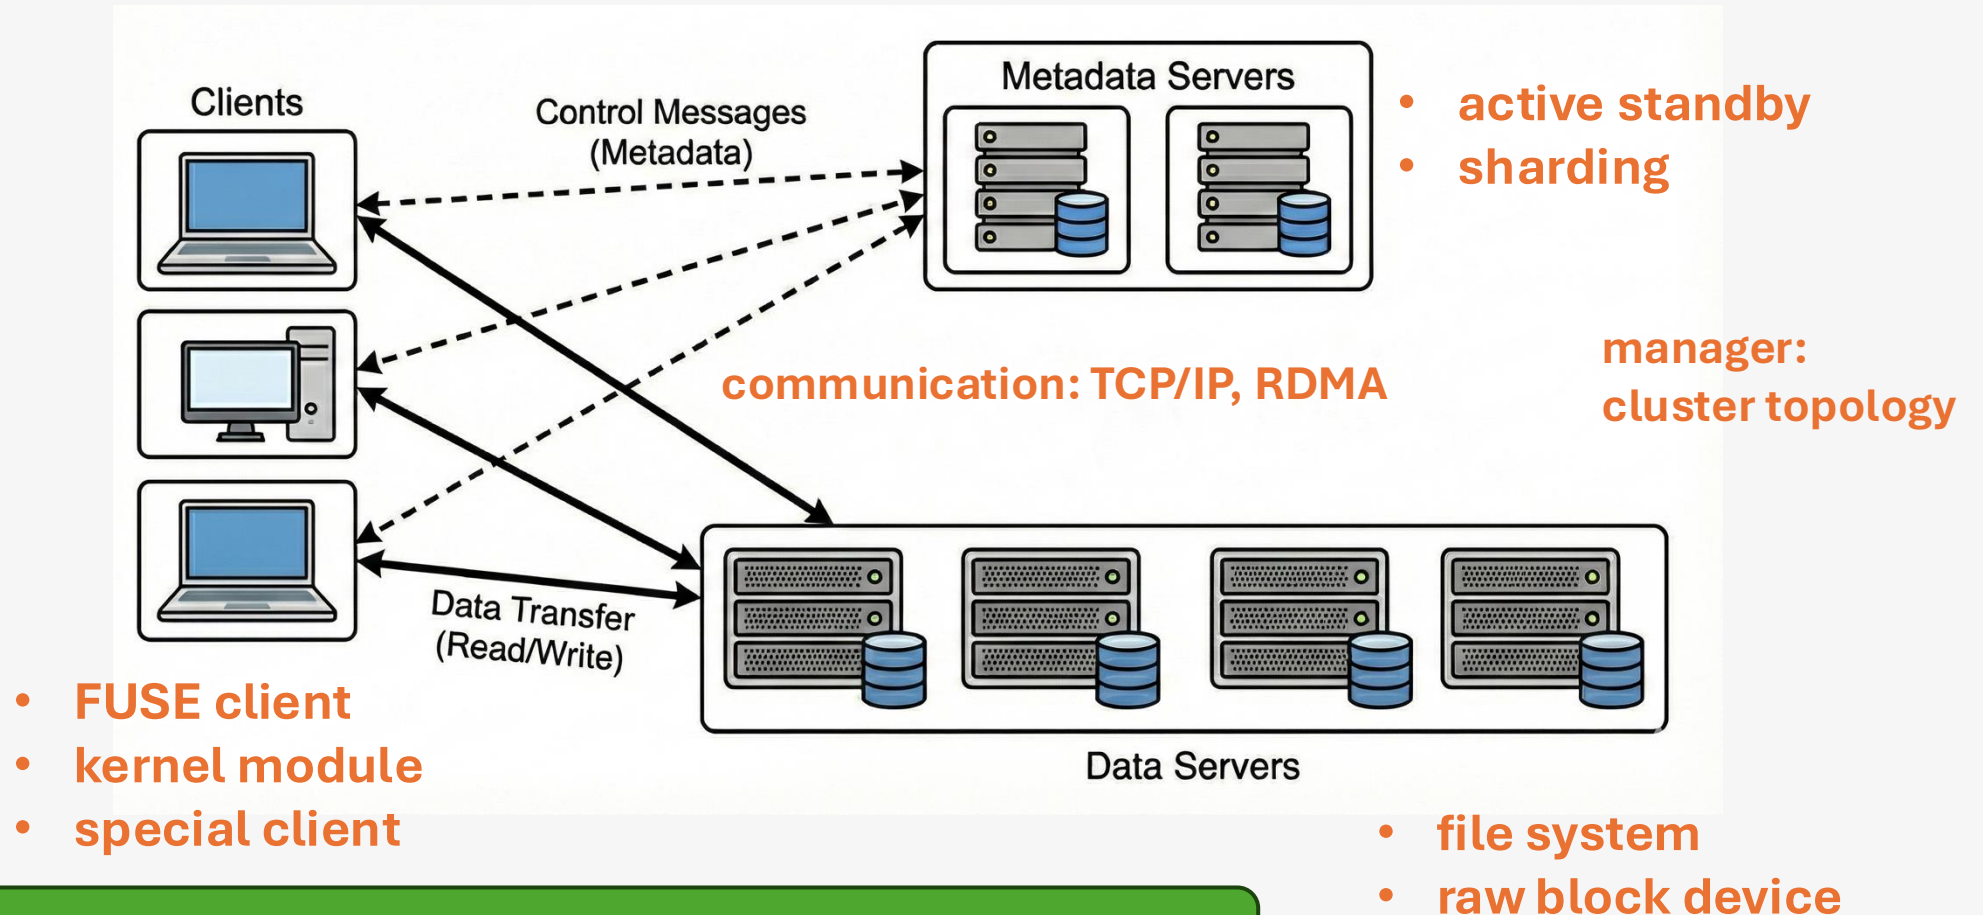 Clients
Control Messages
(Metadata)
Metadata Servers
• active standby
• sharding
manager:
cluster topology
communication: TCP/IP, RDMA
Data Transfer
(Read/Write)
Data Servers
• FUSE client
• kernel module
• special client
• file system
• raw block device